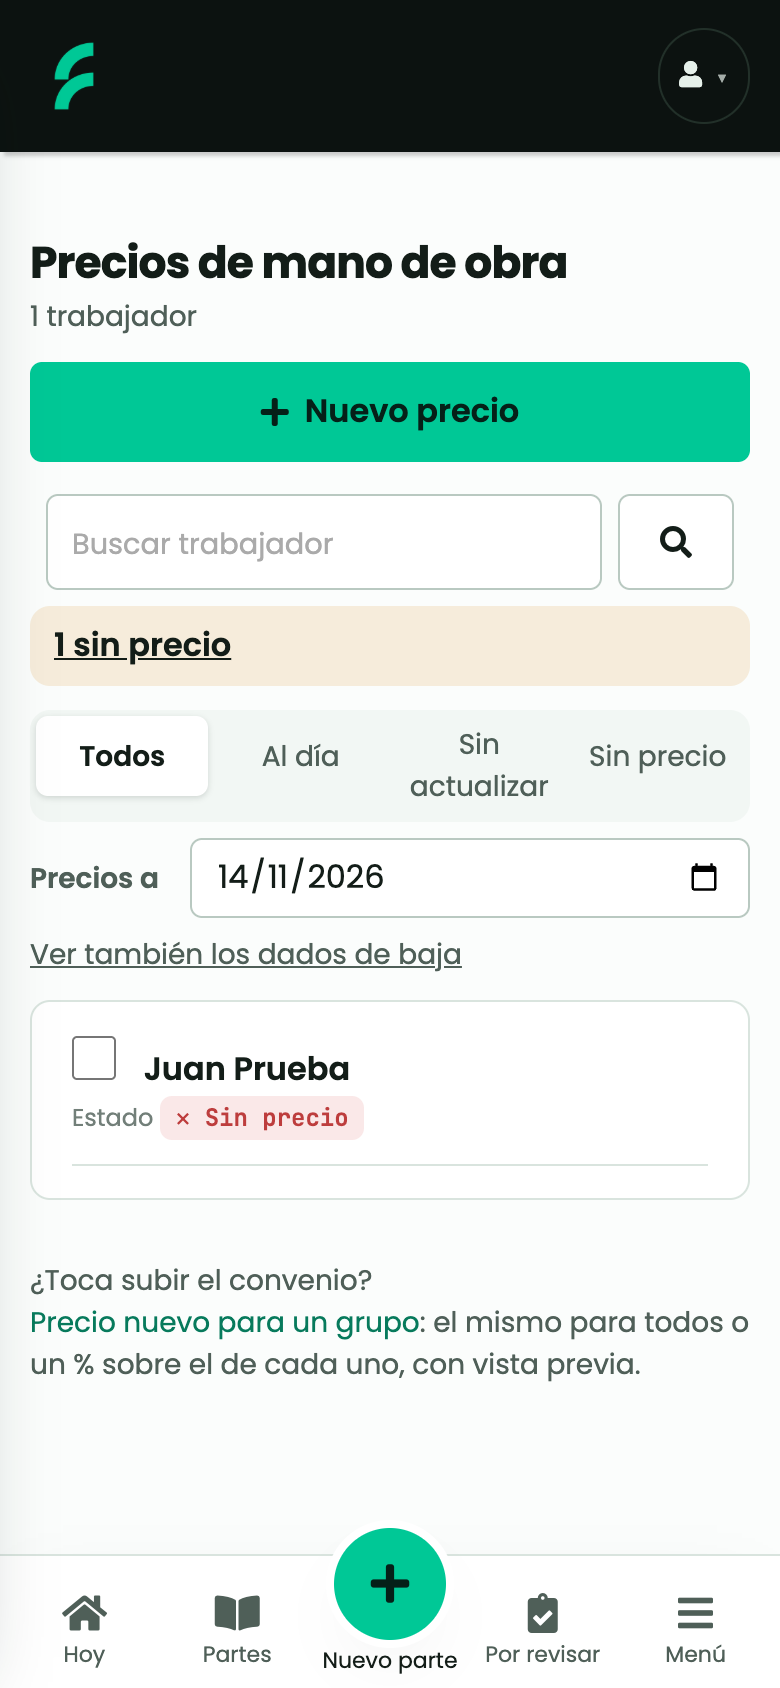 Precios de mano de obra
1 trabajador
+ Nuevo precio
Buscar trabajador
1 sin precio
Todos
Al día
Sin
actualizar
Sin precio
Precios a
14/11/2026
Ver también los dados de baja
Juan Prueba
Estado × Sin precio
¿Toca subir el convenio?
Precio nuevo para un grupo: el mismo para todos o
un % sobre el de cada uno, con vista previa.
Hoy
Partes
Nuevo parte
Por revisar
Menú